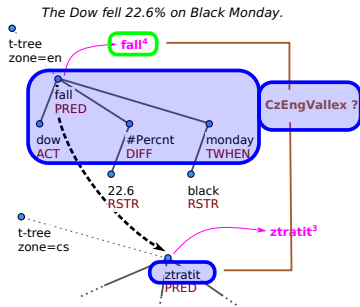 The Dow fell 22.6% on Black Monday.
t-tree
zone=en
fall⁴
fall
PRED
CzEngVallex ?
dow
ACT
#Percnt
DIFF
monday
TWHEN
22.6
RSTR
black
RSTR
t-tree
zone=cs
ztratit³
ztratit
PRED